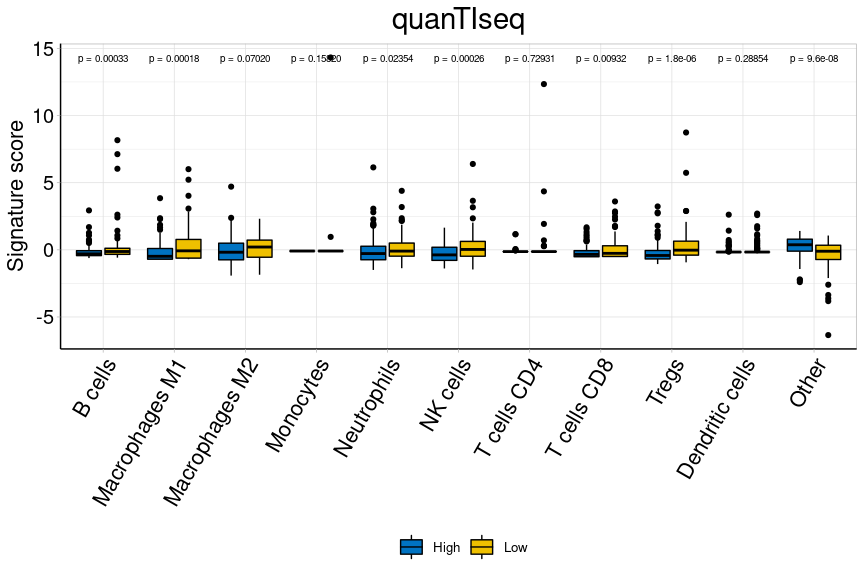 quanTIseq
15
10
5
0
-5
Signature score
p = 0.00033 p = 0.00018 p = 0.07020 p = 0.02354 p = 0.00026 p = 0.72931 p = 0.00932 p = 1.8e-06 p = 0.28854 p = 9.6e-08
B cells
Macrophages M1
Macrophages M2
Monocytes
Neutrophils
NK cells
T cells CD4
T cells CD8
Tregs
Dendritic cells
Other
High Low